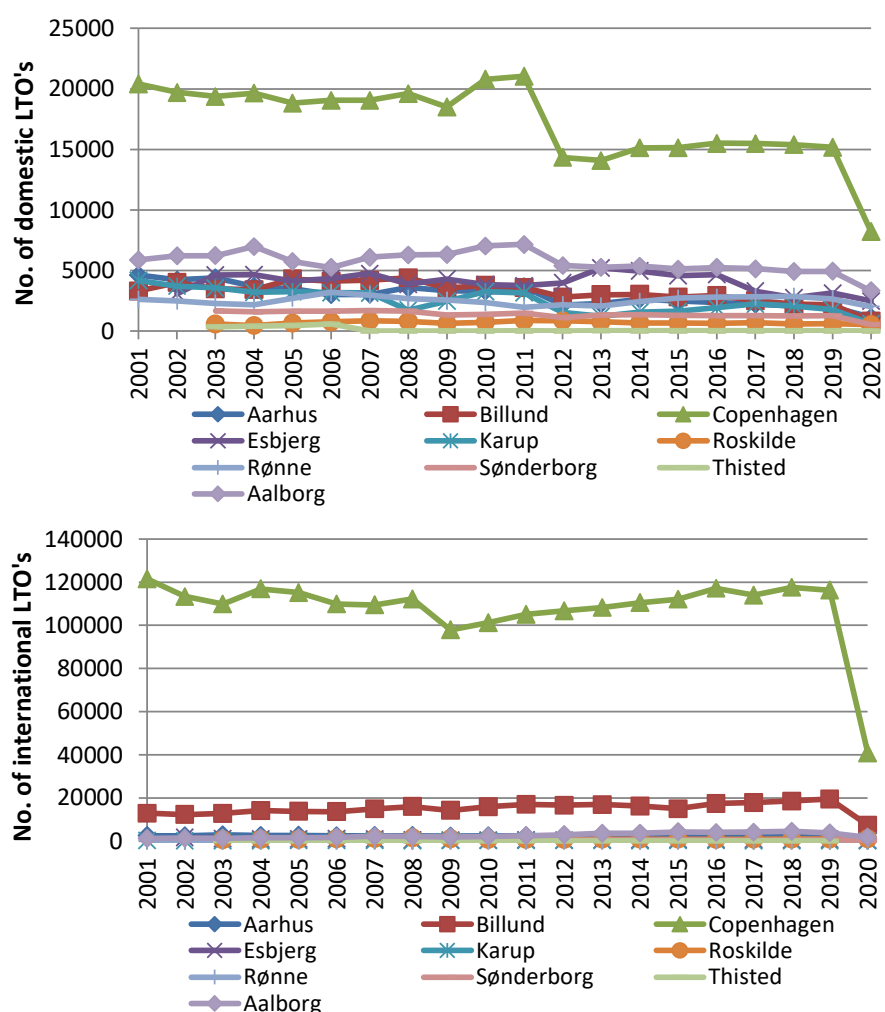 No. of domestic LTO's
25000
20000
15000
10000
5000
0
2001 2002 2003 2004 2005 2006 2007 2008 2009 2010 2011 2012 2013 2014 2015 2016 2017 2018 2019 2020
Aarhus Billund Copenhagen
Esbjerg Karup Roskilde
Rønne Sønderborg Thisted
Aalborg
No. of international LTO's
140000
120000
100000
80000
60000
40000
20000
0
2001 2002 2003 2004 2005 2006 2007 2008 2009 2010 2011 2012 2013 2014 2015 2016 2017 2018 2019 2020
Aarhus Billund Copenhagen
Esbjerg Karup Roskilde
Rønne Sønderborg Thisted
Aalborg